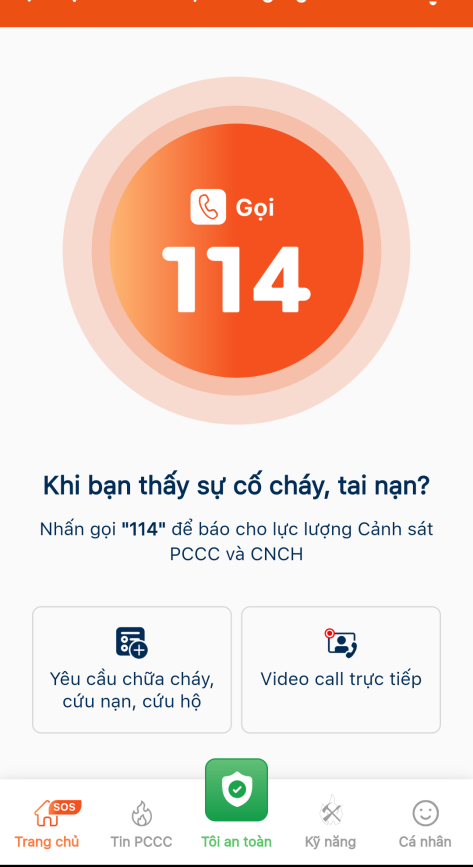 Gọi
114
Khi bạn thấy sự cố cháy, tai nạn?
Nhấn gọi "114" để báo cho lực lượng Cảnh sát
PCCC và CNCH
Yêu cầu chữa cháy,
cứu nạn, cứu hộ
Video call trực tiếp
SOS
Trang chủ
Tin PCCC
Tôi an toàn
Kỹ năng
Cá nhân